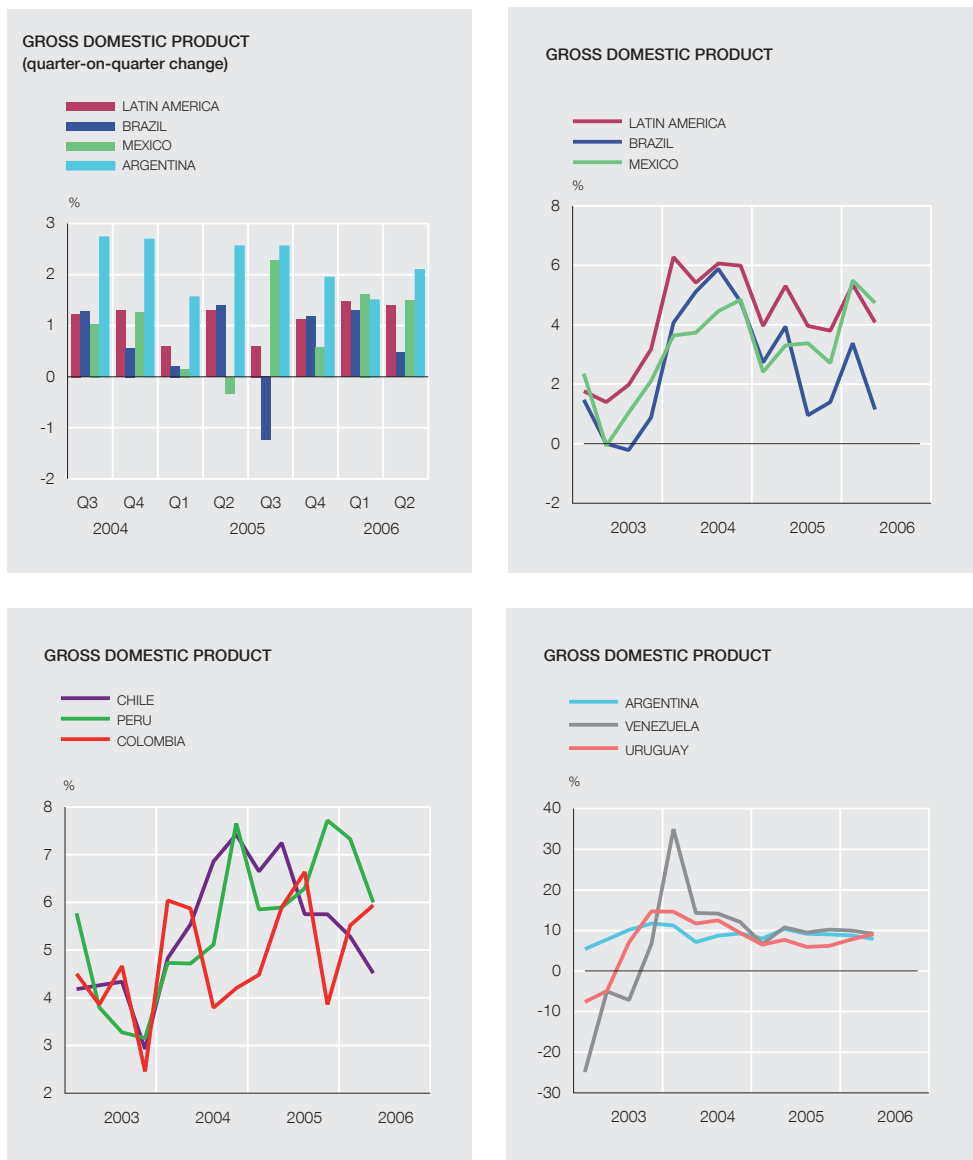 GROSS DOMESTIC PRODUCT
(quarter-on-quarter change)
LATIN AMERICA
BRAZIL
MEXICO
ARGENTINA
%
3
2
1
0
-1
-2
Q3 Q4 Q1 Q2 Q3 Q4 Q1 Q2
2004 2005 2006
GROSS DOMESTIC PRODUCT
LATIN AMERICA
BRAZIL
MEXICO
%
8
6
4
2
0
-2
2003 2004 2005 2006
GROSS DOMESTIC PRODUCT
CHILE
PERU
COLOMBIA
%
8
7
6
5
4
3
2
2003 2004 2005 2006
GROSS DOMESTIC PRODUCT
ARGENTINA
VENEZUELA
URUGUAY
%
40
30
20
10
0
-10
-20
-30
2003 2004 2005 2006